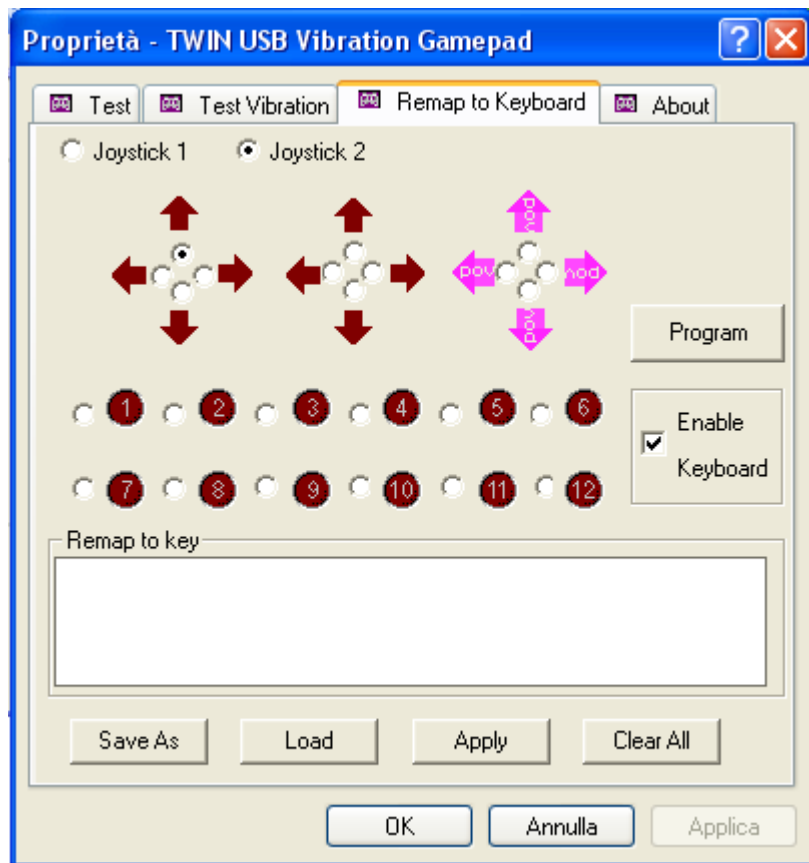 Proprietà - TWIN USB Vibration Gamepad
Test Test Vibration Remap to Keyboard About
Joystick 1 Joystick 2
pov
pov
pov
Program
1 2 3 4 5 6
Enable
Keyboard
7 8 9 10 11 12
Remap to key
Save As Load Apply Clear All
OK Annulla Applica